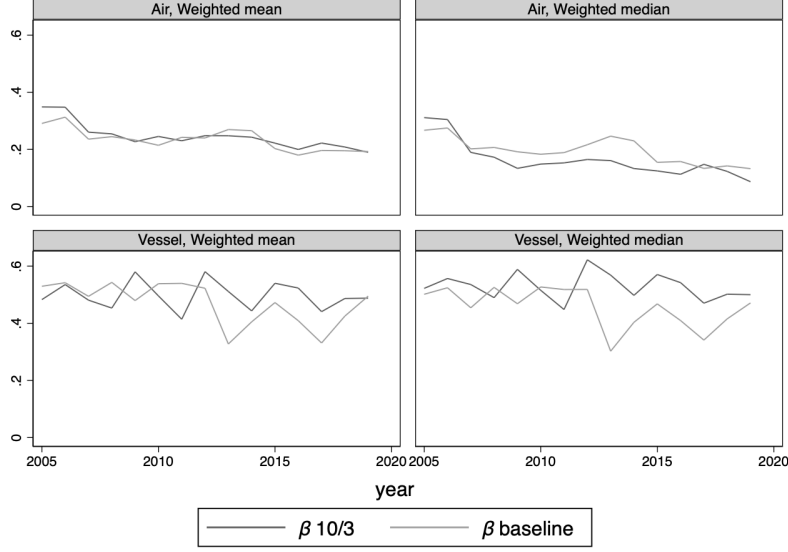 Air, Weighted mean
Air, Weighted median
.6
.4
.2
0
Vessel, Weighted mean
Vessel, Weighted median
.6
.4
.2
0
2005 2010 2015 2020 2005 2010 2015 2020
year
β 10/3 β baseline